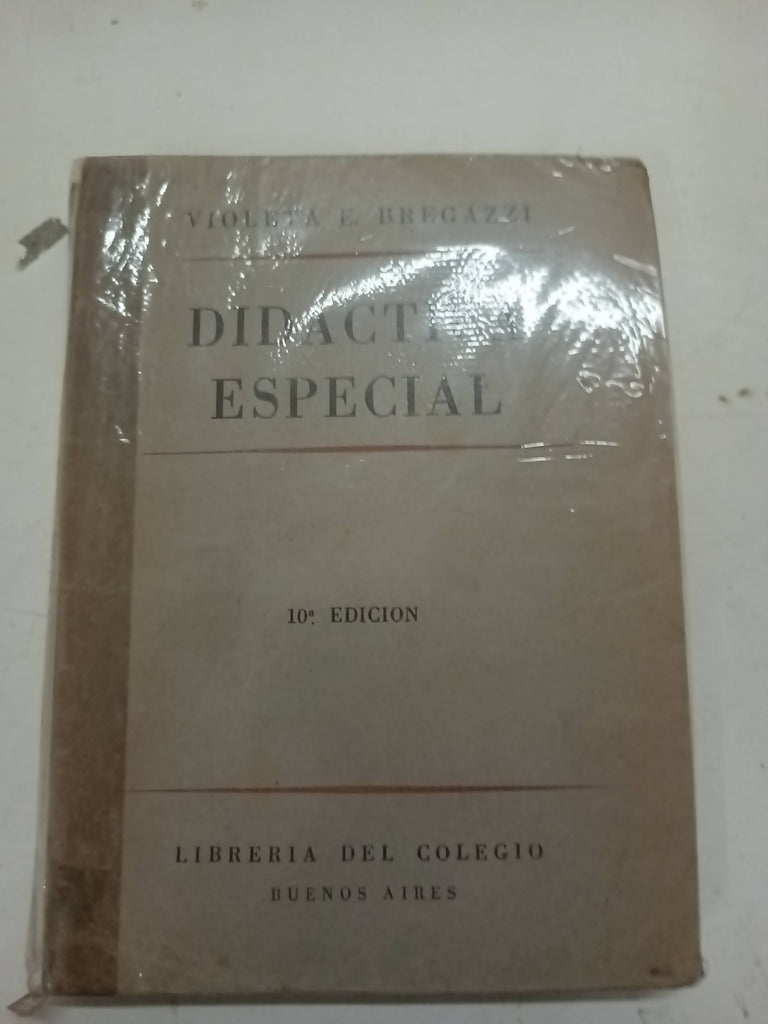 VIOLETA E. BREGAZZI
DIDACTICA
ESPECIAL
10ª EDICION
LIBRERIA DEL COLEGIO
BUENOS AIRES